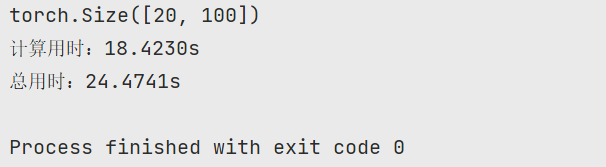 torch.Size([20, 100])
计算用时：18.4230s
总用时：24.4741s
Process finished with exit code 0